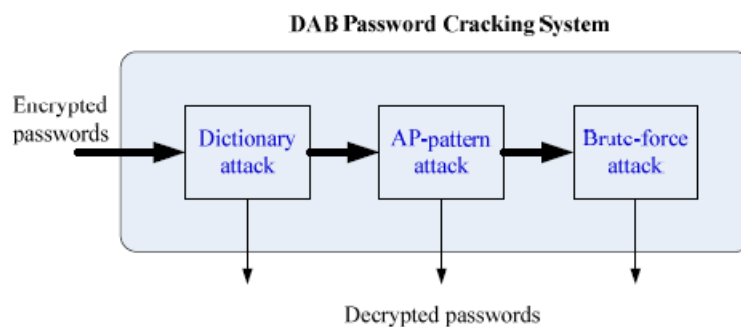 DAB Password Cracking System
Encrypted
passwords
Dictionary
attack
AP-pattern
attack
Brute-force
attack
Decrypted passwords